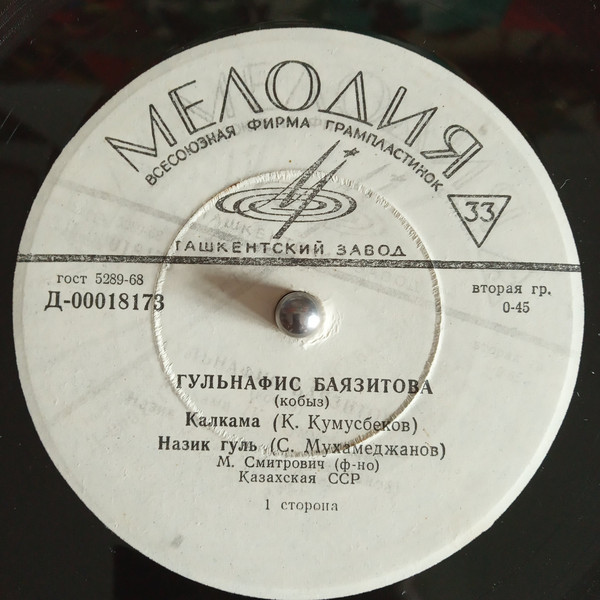 МЕЛОДИЯ
ВСЕСОЮЗНАЯ ФИРМА ГРАМПЛАСТИНОК
33
ТАШКЕНТСКИЙ ЗАВОД
гост 5289-68
Д-00018173
вторая гр.
0-45
ГУЛЬНАФИС БАЯЗИТОВА
(кобыз)
Калкама (К. Кумусбеков)
Назик гуль (С. Мухамеджанов)
М. Смитрович (ф-но)
Казахская ССР
1 сторона